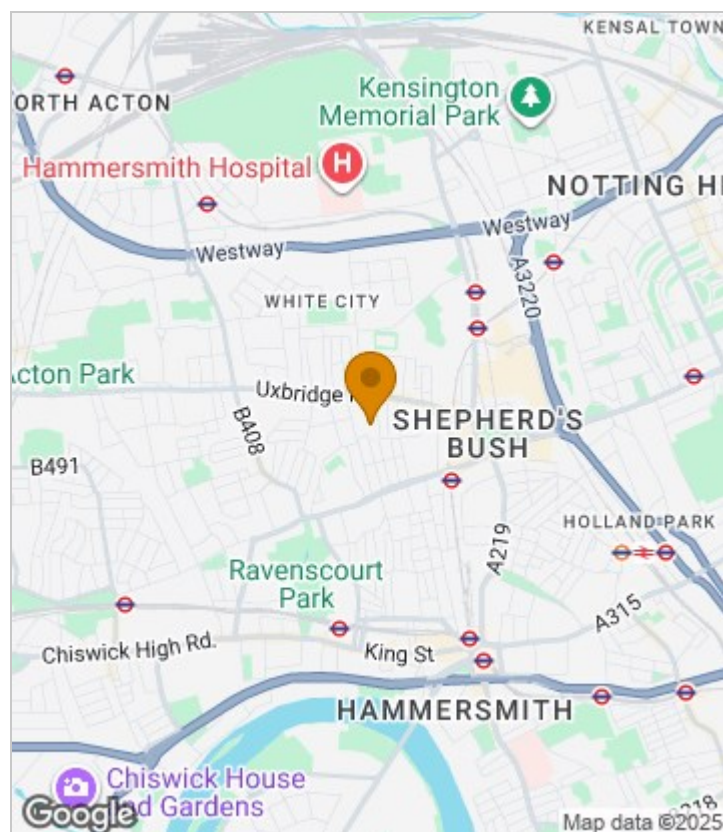 KENSAL TOWN
ORTH ACTON
Kensington
Memorial Park
Hammersmith Hospital
H
NOTTING HI
Westway
Westway
A3220
WHITE CITY
Acton Park
Uxbridge
B408
SHEPHERD'S
BUSH
B491
A219
HOLLAND PARK
Ravenscourt
Park
A315
Chiswick High Rd.
King St
HAMMERSMITH
Chiswick House
and Gardens
Google
Map data ©2025